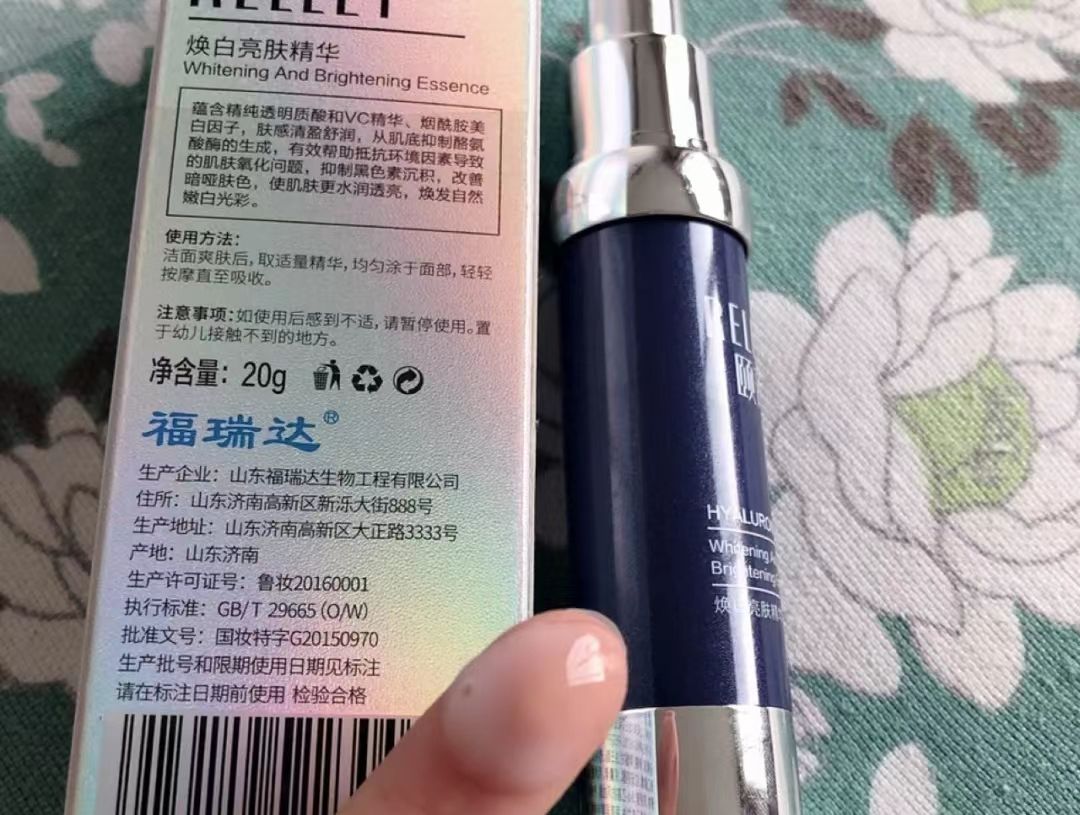 焕白亮肤精华
Whitening And Brightening Essence
蕴含精纯透明质酸和VC精华、烟酰胺美
白因子，肤感清盈舒润，从肌底抑制酪氨
酸酶的生成，有效帮助抵抗环境因素导致
的肌肤氧化问题，抑制黑色素沉积，改善
暗哑肤色，使肌肤更水润透亮，焕发自然
嫩白光彩。
使用方法：
洁面爽肤后，取适量精华，均匀涂于面部，轻轻
按摩直至吸收。
注意事项：如使用后感到不适，请暂停使用。置
于幼儿接触不到的地方。
净含量：20g
福瑞达®
生产企业：山东福瑞达生物工程有限公司
住所：山东济南高新区新泺大街888号
生产地址：山东济南高新区大正路3333号
产地：山东济南
生产许可证号：鲁妆20160001
执行标准：GB/T 29665（O/W）
批准文号：国妆特字G20150970
生产批号和限期使用日期见标注
请在标注日期前使用 检验合格
REL
颐
HYALURO
Whitening A
Brightening
焕白亮肤精